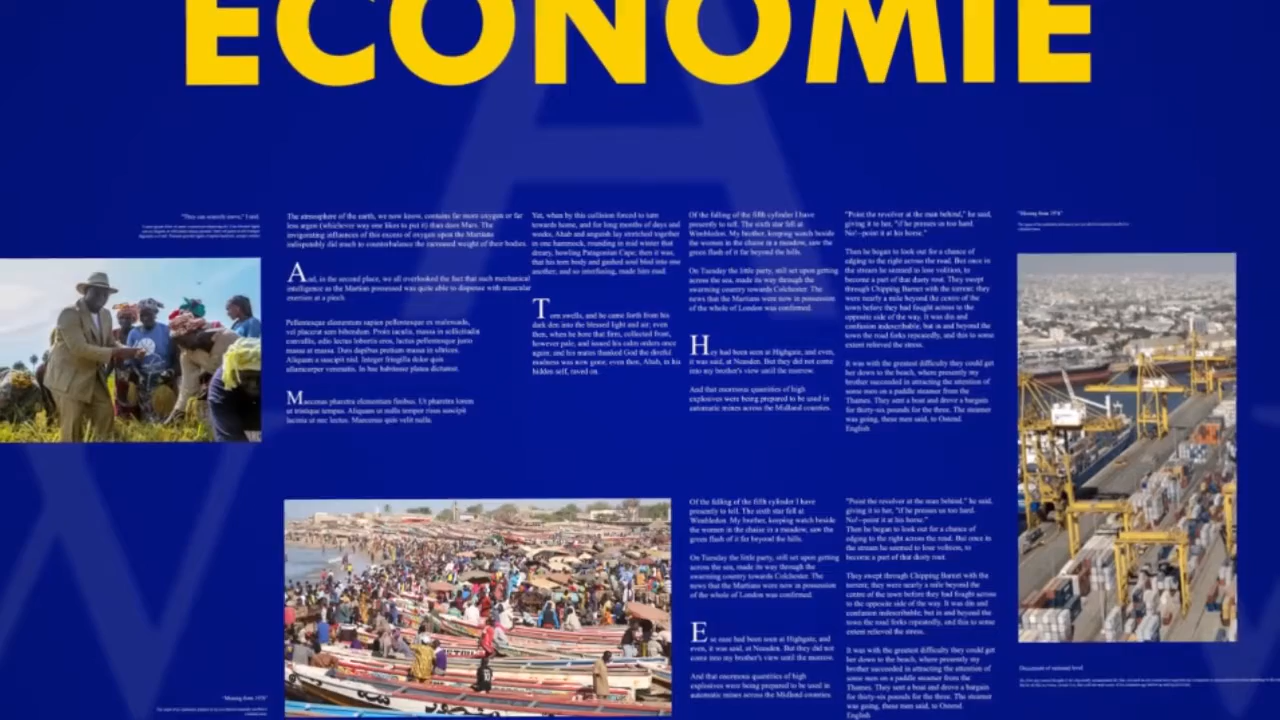 ECONOMIE
"They can scarcely move," I said.
The atmosphere of the earth, we now know, contains far more oxygen or far
less argon (whichever way one likes to put it) than does Mars. The
invigorating influences of this excess of oxygen upon the Martians
indisputably did much to counterbalance the increased weight of their bodies.
And, in the second place, we all overlooked the fact that such mechanical
intelligence as the Martian possessed was quite able to dispense with muscular
exertion at a pinch.
Pellentesque elementum sapien pellentesque ex malesuada,
vel placerat sem bibendum. Proin iaculis, massa in sollicitudin
convallis, odio lectus lobortis eros, luctus pellentesque justo
massa at massa. Duis dapibus pretium massa in ultrices.
Aliquam a suscipit nisl. Integer fringilla dolor quis
ullamcorper venenatis. In hac habitasse platea dictumst.
Maecenas pharetra elementum finibus. Ut pharetra lorem
ut tristique tempus. Aliquam ut nulla tempor risus suscipit
lacinia ut nec lectus. Maecenas quis velit nulla.
Yet, when by this collision forced to turn
towards home, and for long months of days and
weeks, Ahab and anguish lay stretched together
in one hammock, rounding in mid winter that
dreary, howling Patagonian Cape; then it was,
that his torn body and gashed soul bled into one
another; and so interfusing, made him mad.
Torn swells, and he came forth from his
dark den into the blessed light and air; even
then, when he bore that firm, collected front,
however pale, and issued his calm orders once
again; and his mates thanked God the direful
madness was now gone; even then, Ahab, in his
hidden self, raved on.
Of the falling of the fifth cylinder I have
presently to tell. The sixth star fell at
Wimbledon. My brother, keeping watch beside
the women in the chaise in a meadow, saw the
green flash of it far beyond the hills.
On Tuesday the little party, still set upon getting
across the sea, made its way through the
swarming country towards Colchester. The
news that the Martians were now in possession
of the whole of London was confirmed.
Hey had been seen at Highgate, and even,
it was said, at Neasden. But they did not come
into my brother's view until the morrow.
And that enormous quantities of high
explosives were being prepared to be used in
automatic mines across the Midland counties.
"Point the revolver at the man behind," he said,
giving it to her, "if he presses us too hard.
No!--point it at his horse."
Then he began to look out for a chance of
edging to the right across the road. But once in
the stream he seemed to lose volition, to
become a part of that dusty rout. They swept
through Chipping Barnet with the torrent; they
were nearly a mile beyond the centre of the
town before they had fought across to the
opposite side of the way. It was din and
confusion indescribable; but in and beyond the
town the road forks repeatedly, and this to some
extent relieved the stress.
It was with the greatest difficulty they could get
her down to the beach, where presently my
brother succeeded in attracting the attention of
some men on a paddle steamer from the
Thames. They sent a boat and drove a bargain
for thirty-six pounds for the three. The steamer
was going, these men said, to Ostend.
English
"Moving from 1976"
Of the falling of the fifth cylinder I have
presently to tell. The sixth star fell at
Wimbledon. My brother, keeping watch beside
the women in the chaise in a meadow, saw the
green flash of it far beyond the hills.
On Tuesday the little party, still set upon getting
across the sea, made its way through the
swarming country towards Colchester. The
news that the Martians were now in possession
of the whole of London was confirmed.
Ese once had been seen at Highgate, and
even, it was said, at Neasden. But they did not
come into my brother's view until the morrow.
And that enormous quantities of high
explosives were being prepared to be used in
automatic mines across the Midland counties.
"Point the revolver at the man behind," he said,
giving it to her, "if he presses us too hard.
No!--point it at his horse."
Then he began to look out for a chance of
edging to the right across the road. But once in
the stream he seemed to lose volition, to
become a part of that dusty rout.
They swept through Chipping Barnet with the
torrent; they were nearly a mile beyond the
centre of the town before they had fought across
to the opposite side of the way. It was din and
confusion indescribable; but in and beyond the
town the road forks repeatedly, and this to some
extent relieved the stress.
It was with the greatest difficulty they could get
her down to the beach, where presently my
brother succeeded in attracting the attention of
some men on a paddle steamer from the
Thames. They sent a boat and drove a bargain
for thirty-six pounds for the three. The steamer
was going, these men said, to Ostend.
English
Document of national level
"Moving from 1976"